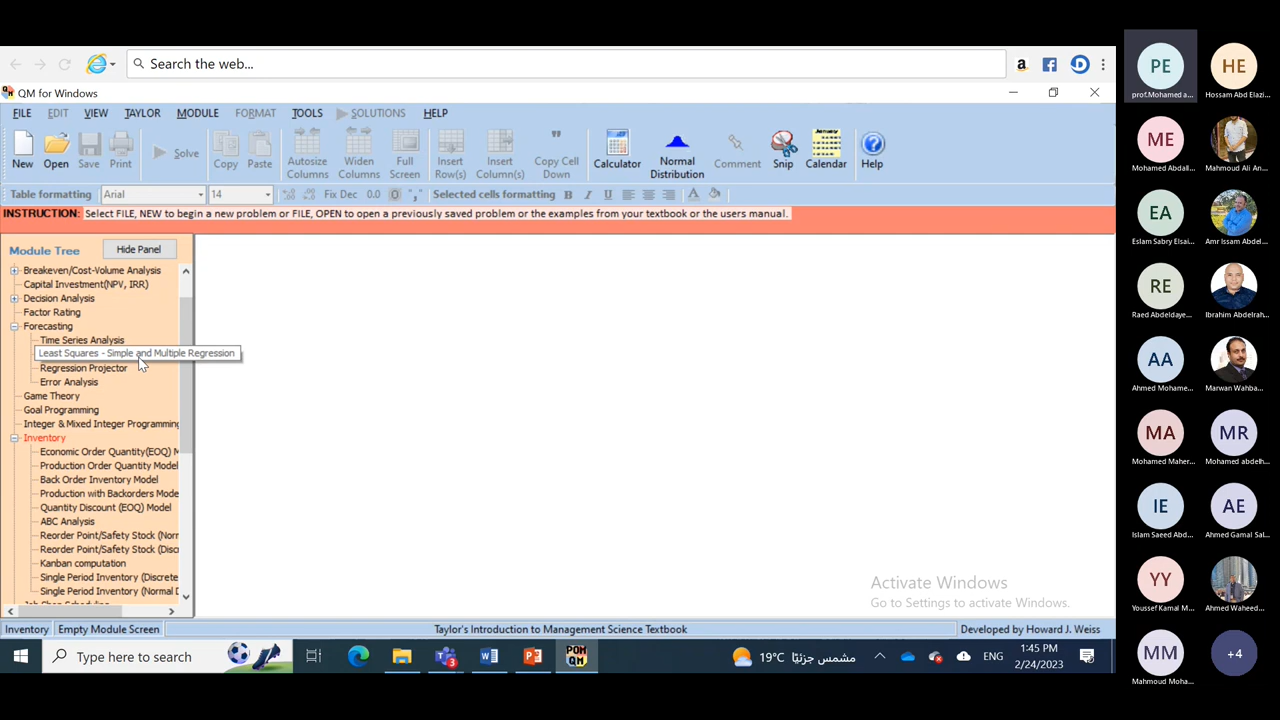 Search the web...
a
QM for Windows
FILE EDIT VIEW TAYLOR MODULE FORMAT TOOLS SOLUTIONS HELP
New Open Save Print Solve Copy Paste Autosize Columns Widen Columns Full Screen Insert Row(s) Insert Column(s) Copy Cell Down Calculator Normal Distribution Comment Snip Calendar Help
Table formatting Arial 14 Fix Dec 0.0 0 Selected cells formatting B I U A
INSTRUCTION: Select FILE, NEW to begin a new problem or FILE, OPEN to open a previously saved problem or the examples from your textbook or the users manual.
Module Tree Hide Panel
Breakeven/Cost-Volume Analysis
Capital Investment(NPV, IRR)
Decision Analysis
Factor Rating
Forecasting
Time Series Analysis
Least Squares - Simple and Multiple Regression
Regression Projector
Error Analysis
Game Theory
Goal Programming
Integer & Mixed Integer Programming
Inventory
Economic Order Quantity(EOQ) M
Production Order Quantity Model
Back Order Inventory Model
Production with Backorders Mode
Quantity Discount (EOQ) Model
ABC Analysis
Reorder Point/Safety Stock (Norr
Reorder Point/Safety Stock (Disc
Kanban computation
Single Period Inventory (Discrete
Single Period Inventory (Normal D
Activate Windows
Go to Settings to activate Windows.
Inventory Empty Module Screen Taylor's Introduction to Management Science Textbook Developed by Howard J. Weiss
Type here to search 3 W P POM QM 19°C مشمس جزئيًا ENG 1:45 PM
2/24/2023
PE HE
prof.Mohamed a... Hossam Abd Elazi...
ME
Mohamed Abdall... Mahmoud Ali An...
EA
Eslam Sabry Elsai... Amr Issam Abdel...
RE
Raed Abdeldaye... Ibrahim Abdelrah...
AA
Ahmed Mohame... Marwan Wahba...
MA MR
Mohamed Maher... Mohamed abdelh...
IE AE
Islam Saeed Abd... Ahmed Gamal Sal...
YY
Youssef Kamal M... Ahmed Waheed...
MM +4
Mahmoud Moha...